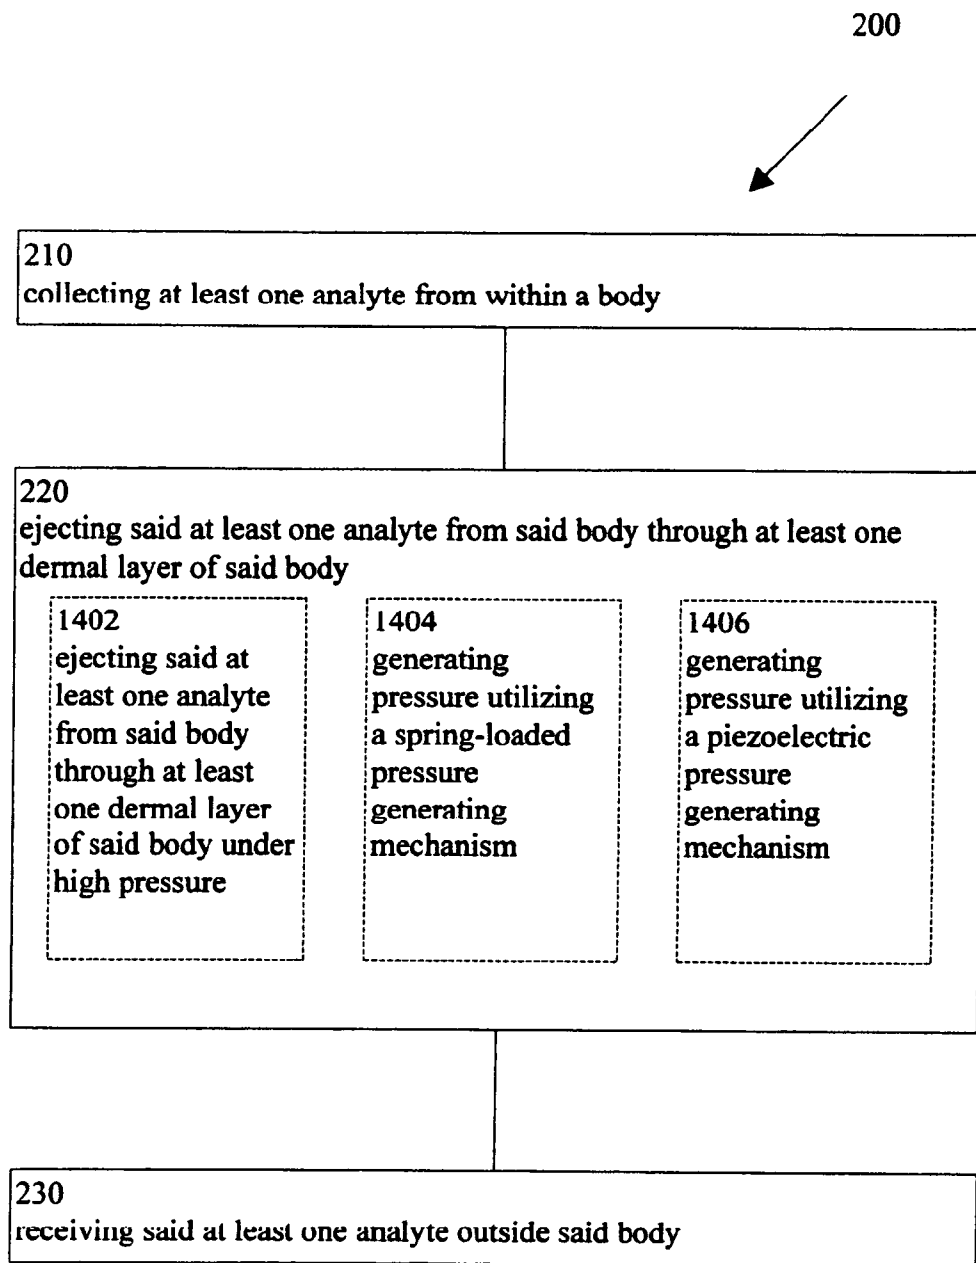 200
210
collecting at least one analyte from within a body
220
ejecting said at least one analyte from said body through at least one
dermal layer of said body
1402
ejecting said at
least one analyte
from said body
through at least
one dermal layer
of said body under
high pressure
1404
generating
pressure utilizing
a spring-loaded
pressure
generating
mechanism
1406
generating
pressure utilizing
a piezoelectric
pressure
generating
mechanism
230
receiving said at least one analyte outside said body